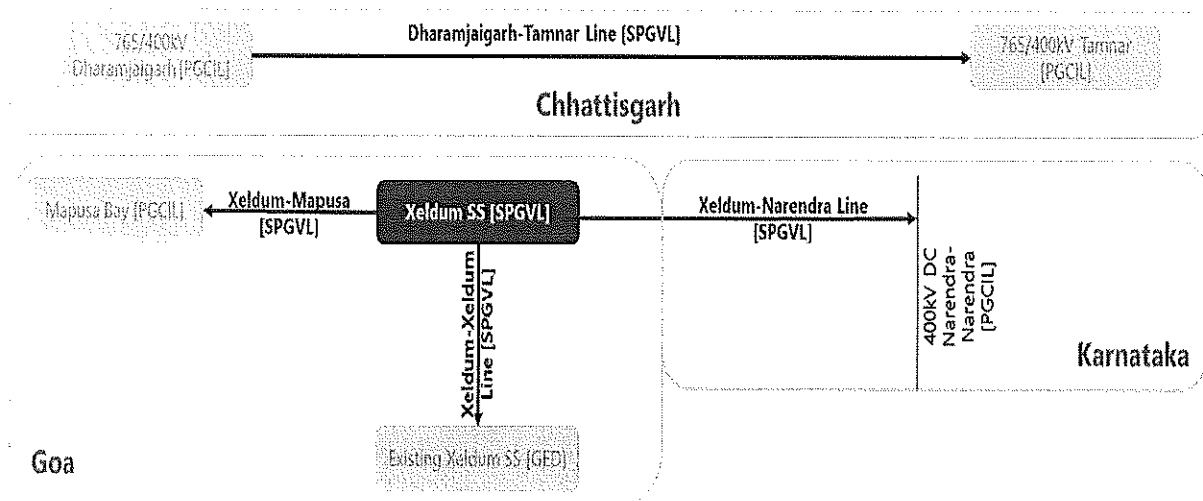 765/400kV
Dharamjaigarh [PGCIL]
Dharamjaigarh-Tamnar Line [SPGVL]
765/400kV Tamnar
[PGCIL]
Chhattisgarh
Mapusa Bay [PGCIL]
Xeldum-Mapusa
[SPGVL]
Xeldum SS [SPGVL]
Xeldum-Narendra Line
[SPGVL]
Xeldum-Xeldum
Line [SPGVL]
400kV DC
Narendra-
Narendra
[PGCIL]
Karnataka
Existing Xeldum SS [GED]
Goa